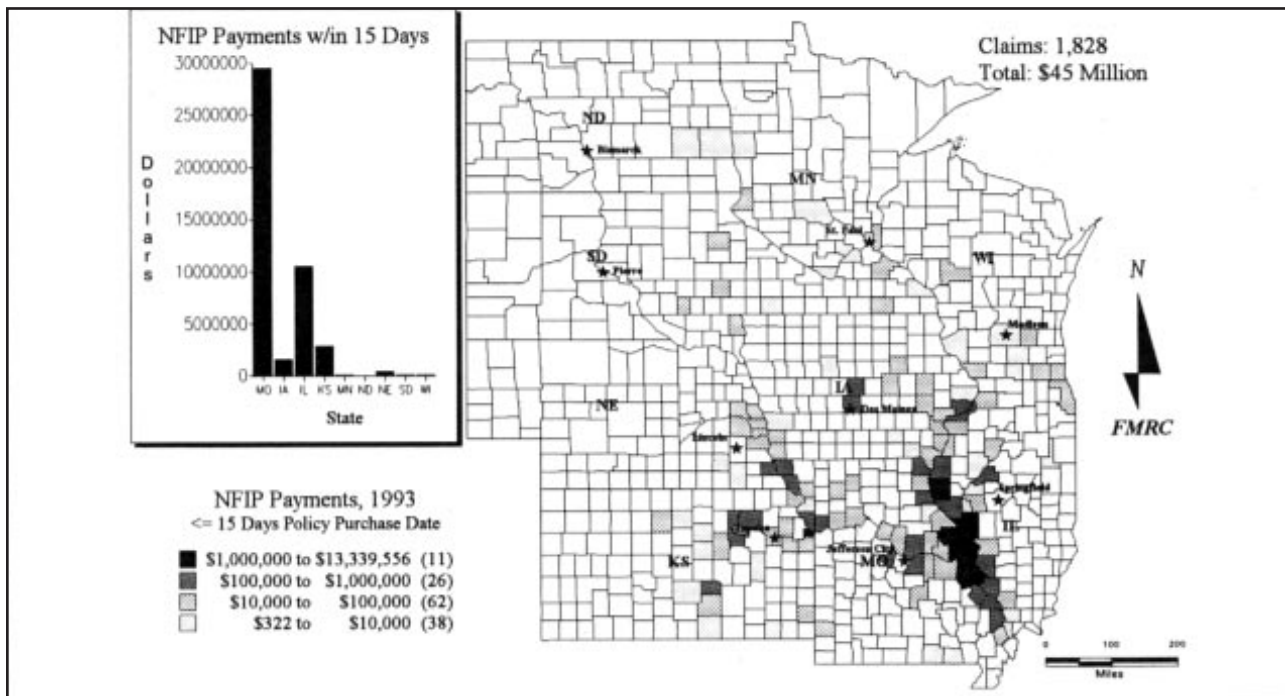 NFIP Payments w/in 15 Days
30000000
25000000
20000000
15000000
10000000
5000000
0
Dollars
MO IA IL KS MN ND NE SD WI
State
Claims: 1,828
Total: $45 Million
ND
Bismarck
MN
St. Paul
SD
Pierre
WI
Madison
N
FMRC
IA
Des Moines
NE
Lincoln
Springfield
IL
Topeka
Jefferson City
KS
MO
NFIP Payments, 1993
<= 15 Days Policy Purchase Date
$1,000,000 to $13,339,556 (11)
$100,000 to $1,000,000 (26)
$10,000 to $100,000 (62)
$322 to $10,000 (38)
0 100 200
Miles